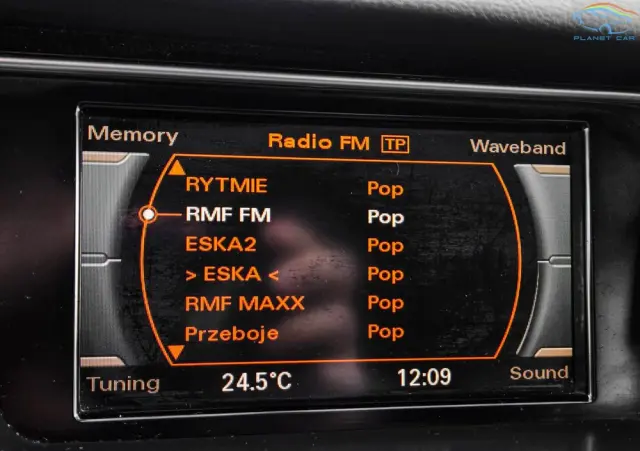 PLANET CAR
Memory Radio FM TP Waveband
RYTMIE Pop
RMF FM Pop
ESKA2 Pop
> ESKA < Pop
RMF MAXX Pop
Przeboje Pop
Tuning 24.5°C 12:09 Sound